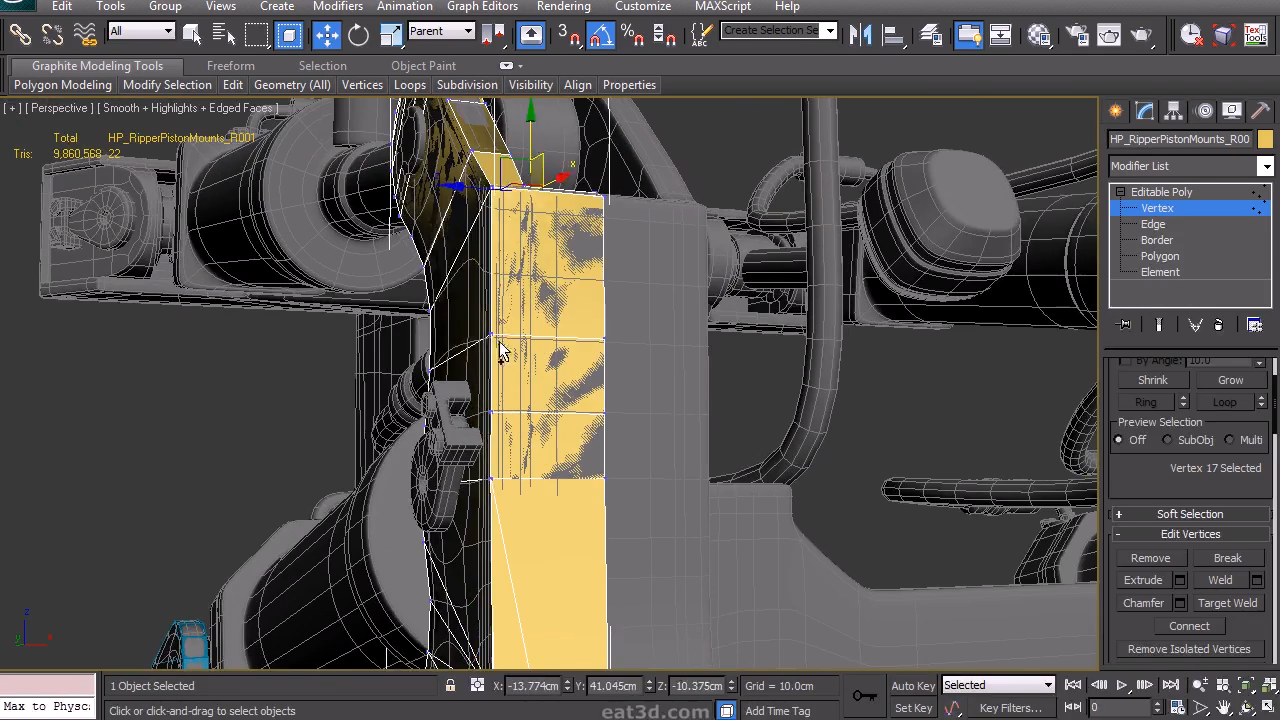 Edit Tools Group Views Create Modifiers Animation Graph Editors Rendering Customize MAXScript Help
All Parent 3 Create Selection Se
Graphite Modeling Tools Freeform Selection Object Paint
Polygon Modeling Modify Selection Edit Geometry (All) Vertices Loops Subdivision Visibility Align Properties
[ + ] [ Perspective ] [ Smooth + Highlights + Edged Faces ]
Total HP_RipperPistonMounts_R001
Tris: 9,860,568 22
x
HP_RipperPistonMounts_R00
Modifier List
Editable Poly
Vertex
Edge
Border
Polygon
Element
By Angle: 10.0
Shrink Grow
Ring Loop
Preview Selection
Off SubObj Multi
Vertex 17 Selected
+ Soft Selection
- Edit Vertices
Remove Break
Extrude Weld
Chamfer Target Weld
Connect
Remove Isolated Vertices
z
y x
1 Object Selected X: -13.774cm Y: 41.045cm Z: -10.375cm Grid = 10.0cm Auto Key Selected
Max to Physc Click or click-and-drag to select objects eat3d.com Add Time Tag Set Key Key Filters... 0